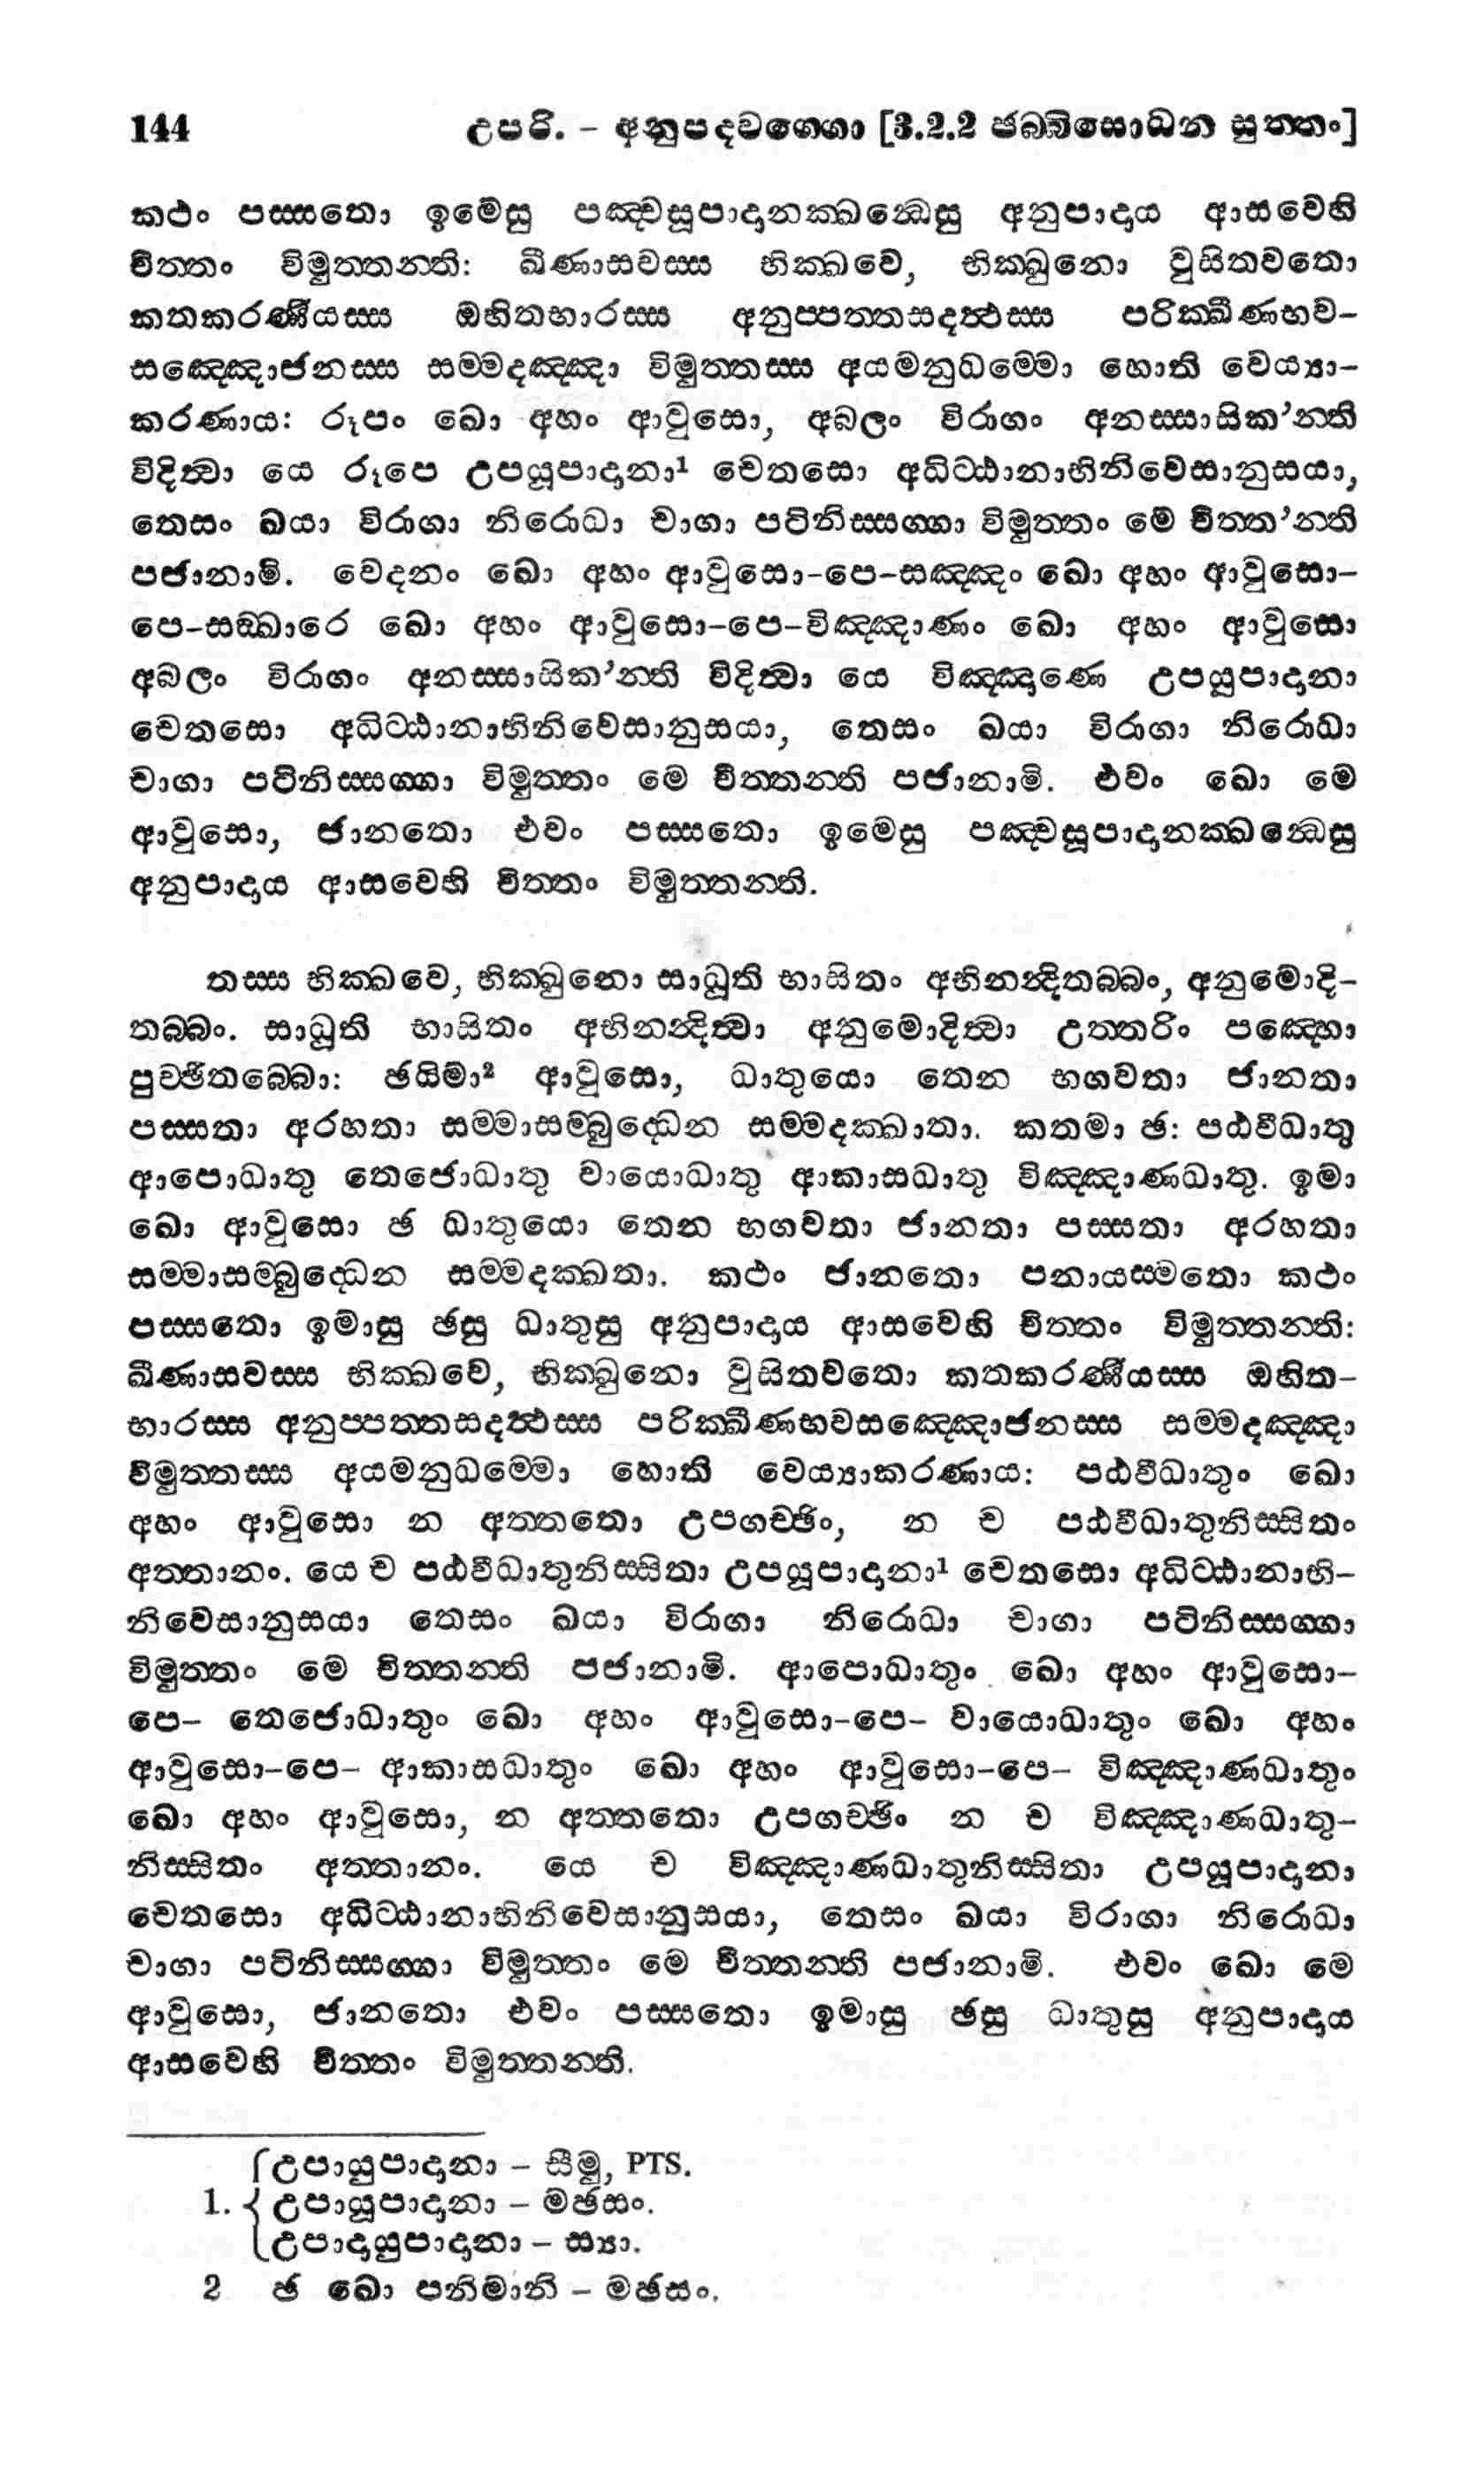 144 උපරි. – අනුපදවග්ගො [3.2.2 ඡබ්බිසොධන සුත්තං]
කථං පස්සතො ඉමේසු පඤ්චසූපාදානක්ඛන්ධෙසු අනුපාදාය ආසවෙහි
චිත්තං විමුත්තන්ති: ඛීණාසවස්ස භික්ඛවෙ, භික්ඛුනො වුසිතවතො
කතකරණීයස්ස ඔහිතභාරස්ස අනුප්පත්තසදත්ථස්ස පරික්ඛීණභව–
සඤ්ඤොජනස්ස සම්මදඤ්ඤා විමුත්තස්ස අයමනුධම්මො හොති වෙය්‍යා–
කරණාය: රූපං ඛො අහං ආවුසො, අබලං විරාගං අනස්සාසික’න්ති
විදිත්‍වා යෙ රූපෙ උපයූපාදානා¹ චෙතසො අධිට්ඨානාභිනිවෙසානුසයා,
තෙසං ඛයා විරාගා නිරොධා චාගා පටිනිස්සග්ගා විමුත්තං මේ චිත්ත’න්ති
පජානාමි. වෙදනං ඛො අහං ආවුසො–පෙ–සඤ්ඤං ඛො අහං ආවුසො–
පෙ–සඞ්ඛාරෙ ඛො අහං ආවුසො–පෙ–විඤ්ඤාණං ඛො අහං ආවුසො
අබලං විරාගං අනස්සාසික’න්ති විදිත්‍වා යෙ විඤ්ඤාණෙ උපයුපාදානා
චෙතසො අධිට්ඨානාභිනිවෙසානුසයා, තෙසං ඛයා විරාගා නිරොධා
චාගා පටිනිස්සග්ගා විමුත්තං මෙ චිත්තන්ති පජානාමි. එවං ඛො මෙ
ආවුසො, ජානතො එවං පස්සතො ඉමෙසු පඤ්චසූපාදානක්ඛන්ධෙසු
අනුපාදාය ආසවෙහි චිත්තං විමුත්තන්ති.
තස්ස භික්ඛවෙ, භික්ඛුනො සාධූති භාසිතං අභිනන්දිතබ්බං, අනුමොදි–
තබ්බං. සාධූති භාසිතං අභිනන්දිත්‍වා අනුමොදිත්‍වා උත්තරිං පඤ්හො
පුච්ඡිතබ්බො: ඡයිමා² ආවුසො, ධාතුයො තෙන භගවතා ජානතා
පස්සතා අරහතා සම්මාසම්බුද්ධෙන සම්මදක්ඛාතා. කතමා ඡ: පඨවීධාතු
ආපොධාතු තෙජොධාතු වායොධාතු ආකාසධාතු විඤ්ඤාණධාතු. ඉමා
ඛො ආවුසො ඡ ධාතුයො තෙන භගවතා ජානතා පස්සතා අරහතා
සම්මාසම්බුද්ධෙන සම්මදක්ඛතා. කථං ජානතො පනායස්මතො කථං
පස්සතො ඉමාසු ඡසු ධාතුසු අනුපාදාය ආසවෙහි චිත්තං විමුත්තන්ති:
ඛීණාසවස්ස භික්ඛවෙ, භික්ඛුනො වුසිතවතො කතකරණීයස්ස ඔහිත–
භාරස්ස අනුප්පත්තසදත්ථස්ස පරික්ඛීණභවසඤ්ඤොජනස්ස සම්මදඤ්ඤා
විමුත්තස්ස අයමනුධම්මො හොති වෙය්‍යාකරණාය: පඨවීධාතුං ඛො
අහං ආවුසො න අත්තතො උපගච්ඡිං, න ච පඨවීධාතුනිස්සිතං
අත්තානං. යෙ ච පඨවීධාතුනිස්සිතා උපයූපාදානා¹ චෙතසො අධිට්ඨානාභි–
නිවෙසානුසයා තෙසං ඛයා විරාගා නිරොධා චාගා පටිනිස්සග්ගා
විමුත්තං මෙ චිත්තන්ති පජානාමි. ආපොධාතුං ඛො අහං ආවුසො–
පෙ– තෙජොධාතුං ඛො අහං ආවුසො–පෙ– වායොධාතුං ඛො අහං
ආවුසො–පෙ– ආකාසධාතුං ඛො අහං ආවුසො–පෙ– විඤ්ඤාණධාතුං
ඛො අහං ආවුසො, න අත්තතො උපගච්ඡිං න ච විඤ්ඤාණධාතු–
නිස්සිතං අත්තානං. යෙ ච විඤ්ඤාණධාතුනිස්සිතා උපයූපාදානා
චෙතසො අධිට්ඨානාභිනිවෙසානුසයා, තෙසං ඛයා විරාගා නිරොධා
චාගා පටිනිස්සග්ගා විමුත්තං මෙ චිත්තන්ති පජානාමි. එවං ඛො මෙ
ආවුසො, ජානතො එවං පස්සතො ඉමාසු ඡසු ධාතුසු අනුපාදාය
ආසවෙහි චිත්තං විමුත්තන්ති.
උපායුපාදානා – සීමු, PTS.
1. උපායූපාදානා – මඡසං.
උපාදායුපාදානා – ස්‍යා.
2 ඡ ඛො පනිමානි – මඡසං.